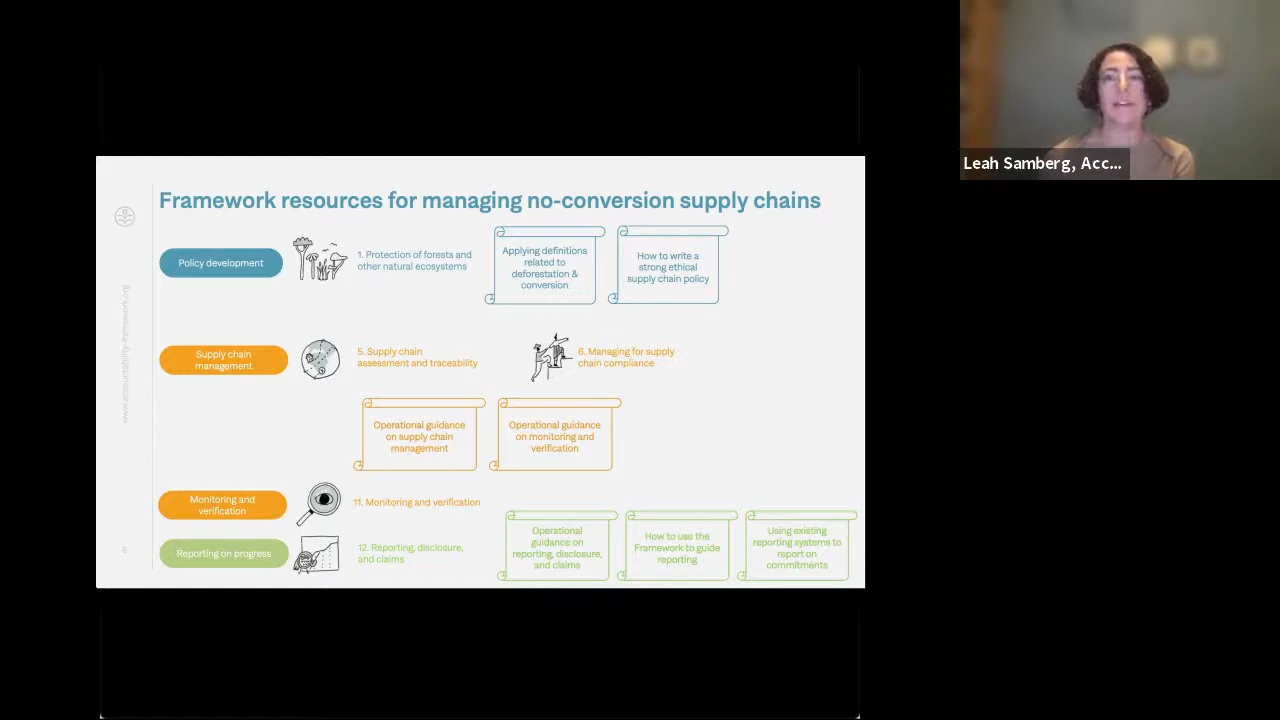 Leah Samberg, Acc...
Framework resources for managing no-conversion supply chains
Policy development
1. Protection of forests and
other natural ecosystems
Applying definitions
related to
deforestation &
conversion
How to write a
strong ethical
supply chain policy
Supply chain
management
5. Supply chain
assessment and traceability
6. Managing for supply
chain compliance
Operational guidance
on supply chain
management
Operational guidance
on monitoring and
verification
Monitoring and
verification
11. Monitoring and verification
Reporting on progress
12. Reporting, disclosure,
and claims
Operational
guidance on
reporting, disclosure,
and claims
How to use the
Framework to guide
reporting
Using existing
reporting systems to
report on
commitments
www.accountability-framework.org
6